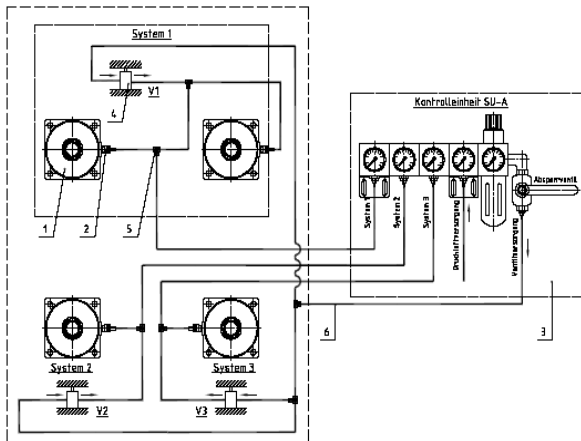 System 1
Kontrolleinheit SU-A
V1
4
Absperrventil
1
2
5
System 1
System 2
System 3
Druckluftversorgung
Ventilversorgung
6
3
System 2
System 3
V2
V3